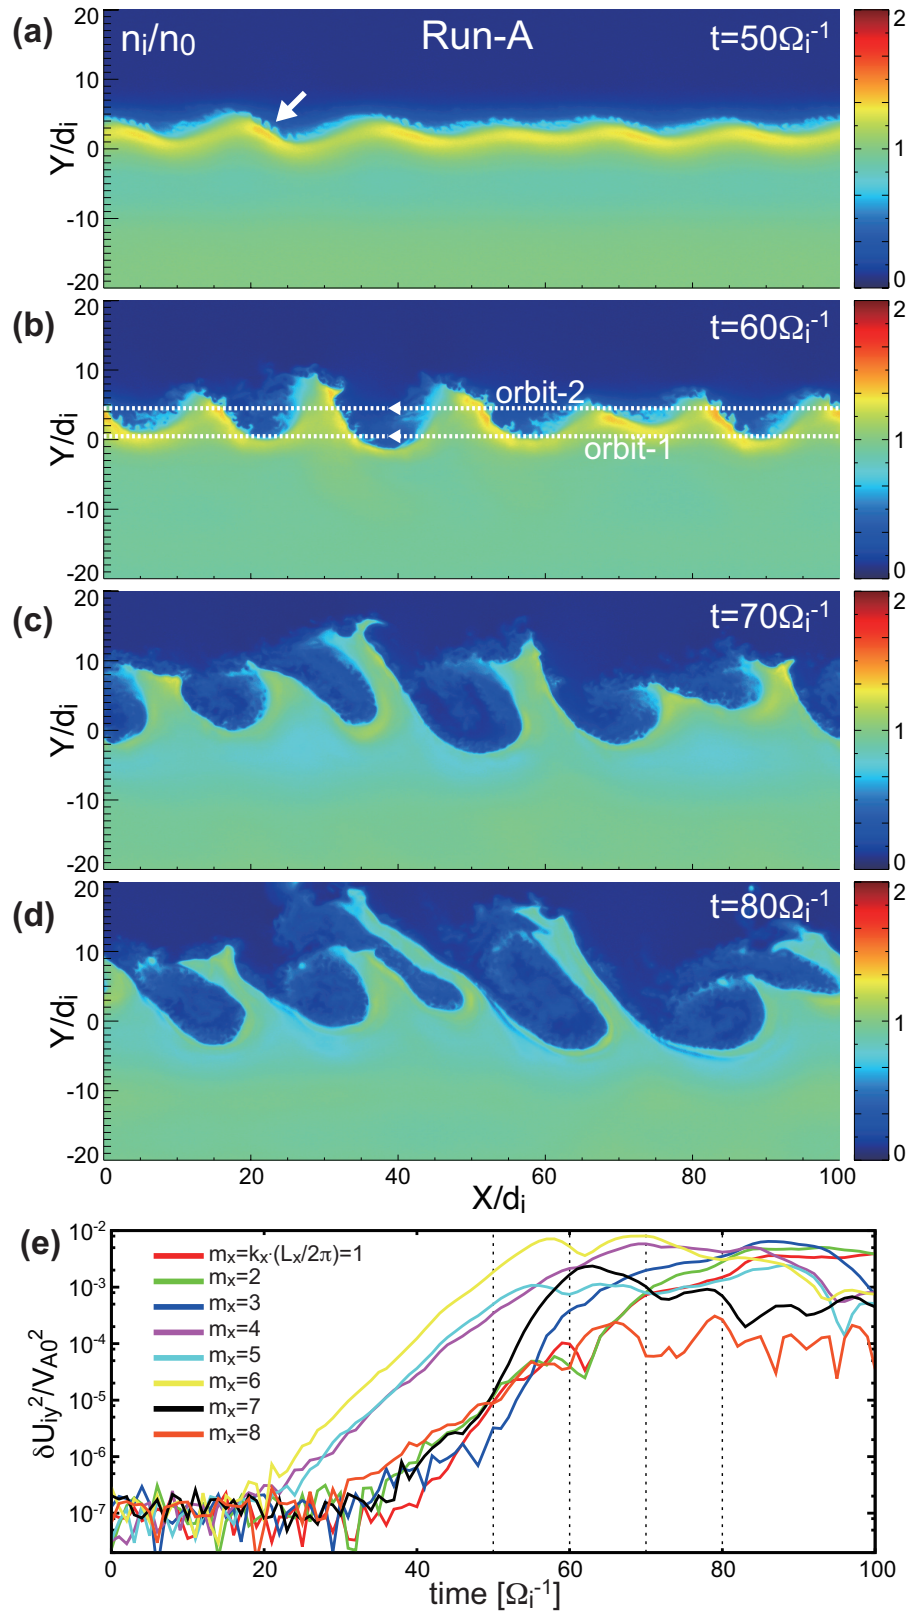 (a) n_i/n_0 Run-A t=50Ω_i^-1
20
10
0
-10
-20
Y/d_i
2
1
0
(b) t=60Ω_i^-1
orbit-2
orbit-1
20
10
0
-10
-20
Y/d_i
2
1
0
(c) t=70Ω_i^-1
20
10
0
-10
-20
Y/d_i
2
1
0
(d) t=80Ω_i^-1
20
10
0
-10
-20
Y/d_i
2
1
0
0 20 40 60 80 100
X/d_i
(e)
m_x=k_x·(L_x/2π)=1
m_x=2
m_x=3
m_x=4
m_x=5
m_x=6
m_x=7
m_x=8
10^-2
10^-3
10^-4
10^-5
10^-6
10^-7
δU_iy^2/V_A0^2
0 20 40 60 80 100
time [Ω_i^-1]